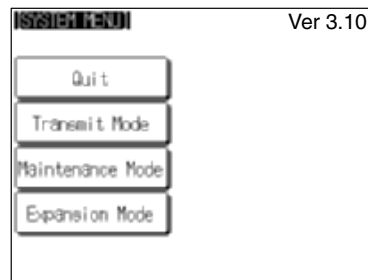 [SYSTEM MENU]
Ver 3.10
Quit
Transmit Mode
Maintenance Mode
Expansion Mode